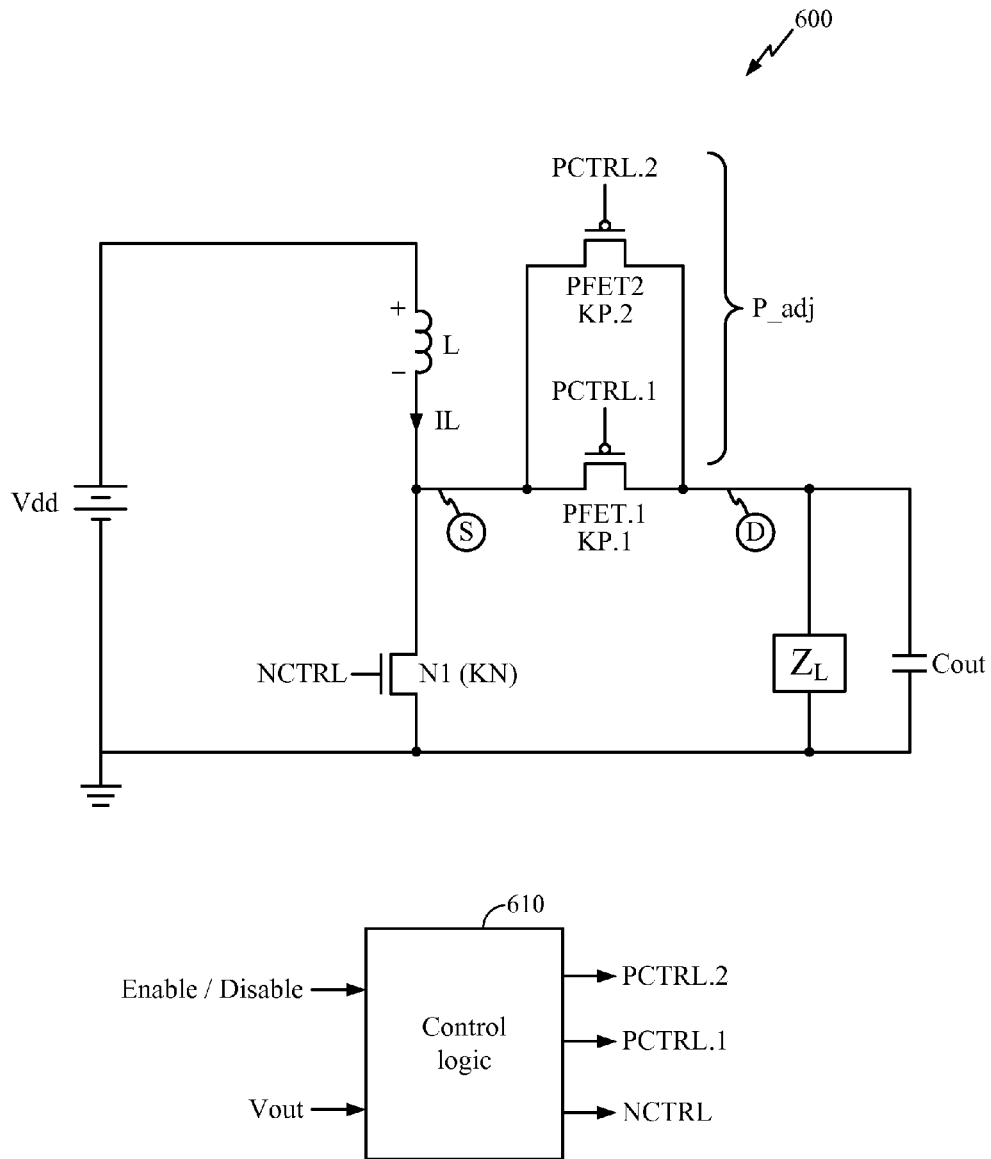 600
PCTRL.2
PFET2
KP.2
P_adj
+
L
−
PCTRL.1
IL
Vdd
S
PFET.1
KP.1
D
NCTRL
N1 (KN)
ZL
Cout
610
Enable / Disable
Vout
Control
logic
PCTRL.2
PCTRL.1
NCTRL